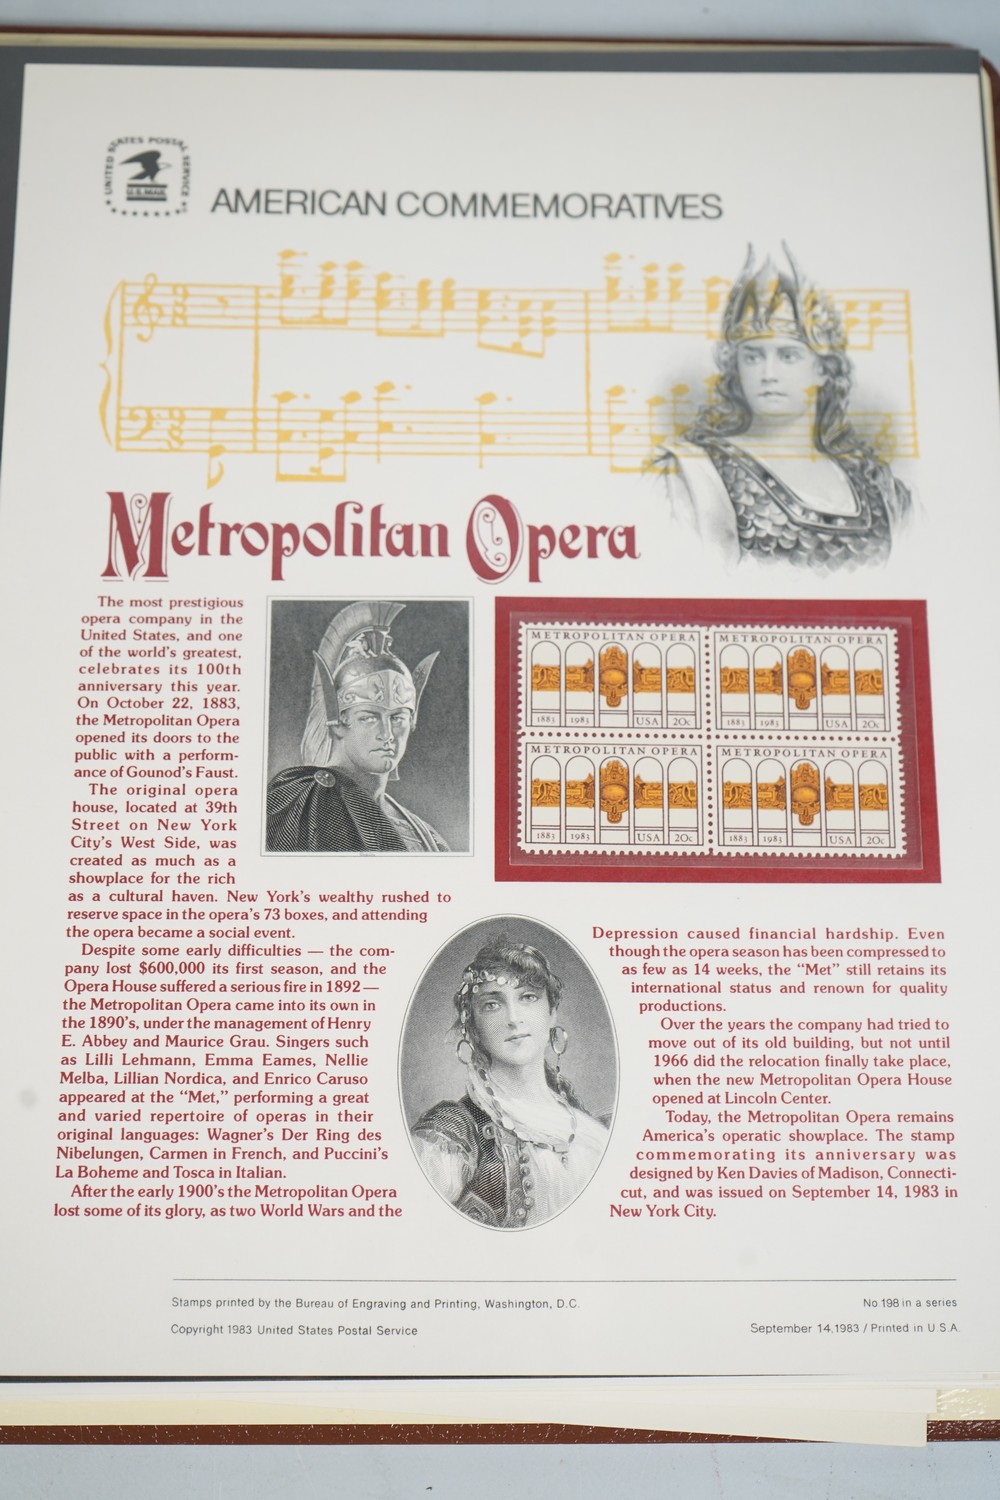 UNITED STATES POSTAL SERVICE
U.S.MAIL
AMERICAN COMMEMORATIVES
Metropolitan Opera
The most prestigious
opera company in the
United States, and one
of the world's greatest,
celebrates its 100th
anniversary this year.
On October 22, 1883,
the Metropolitan Opera
opened its doors to the
public with a perform-
ance of Gounod's Faust.
The original opera
house, located at 39th
Street on New York
City's West Side, was
created as much as a
showplace for the rich
as a cultural haven. New York's wealthy rushed to
reserve space in the opera's 73 boxes, and attending
the opera became a social event.
Despite some early difficulties — the com-
pany lost $600,000 its first season, and the
Opera House suffered a serious fire in 1892 —
the Metropolitan Opera came into its own in
the 1890's, under the management of Henry
E. Abbey and Maurice Grau. Singers such
as Lilli Lehmann, Emma Eames, Nellie
Melba, Lillian Nordica, and Enrico Caruso
appeared at the “Met,” performing a great
and varied repertoire of operas in their
original languages: Wagner's Der Ring des
Nibelungen, Carmen in French, and Puccini's
La Boheme and Tosca in Italian.
After the early 1900's the Metropolitan Opera
lost some of its glory, as two World Wars and the
METROPOLITAN OPERA
1883 1983 USA 20c
METROPOLITAN OPERA
1883 1983 USA 20c
METROPOLITAN OPERA
1883 1983 USA 20c
METROPOLITAN OPERA
1883 1983 USA 20c
Depression caused financial hardship. Even
though the opera season has been compressed to
as few as 14 weeks, the “Met” still retains its
international status and renown for quality
productions.
Over the years the company had tried to
move out of its old building, but not until
1966 did the relocation finally take place,
when the new Metropolitan Opera House
opened at Lincoln Center.
Today, the Metropolitan Opera remains
America's operatic showplace. The stamp
commemorating its anniversary was
designed by Ken Davies of Madison, Connecti-
cut, and was issued on September 14, 1983 in
New York City.
Stamps printed by the Bureau of Engraving and Printing, Washington, D.C.
No 198 in a series
Copyright 1983 United States Postal Service
September 14,1983 / Printed in U S.A.